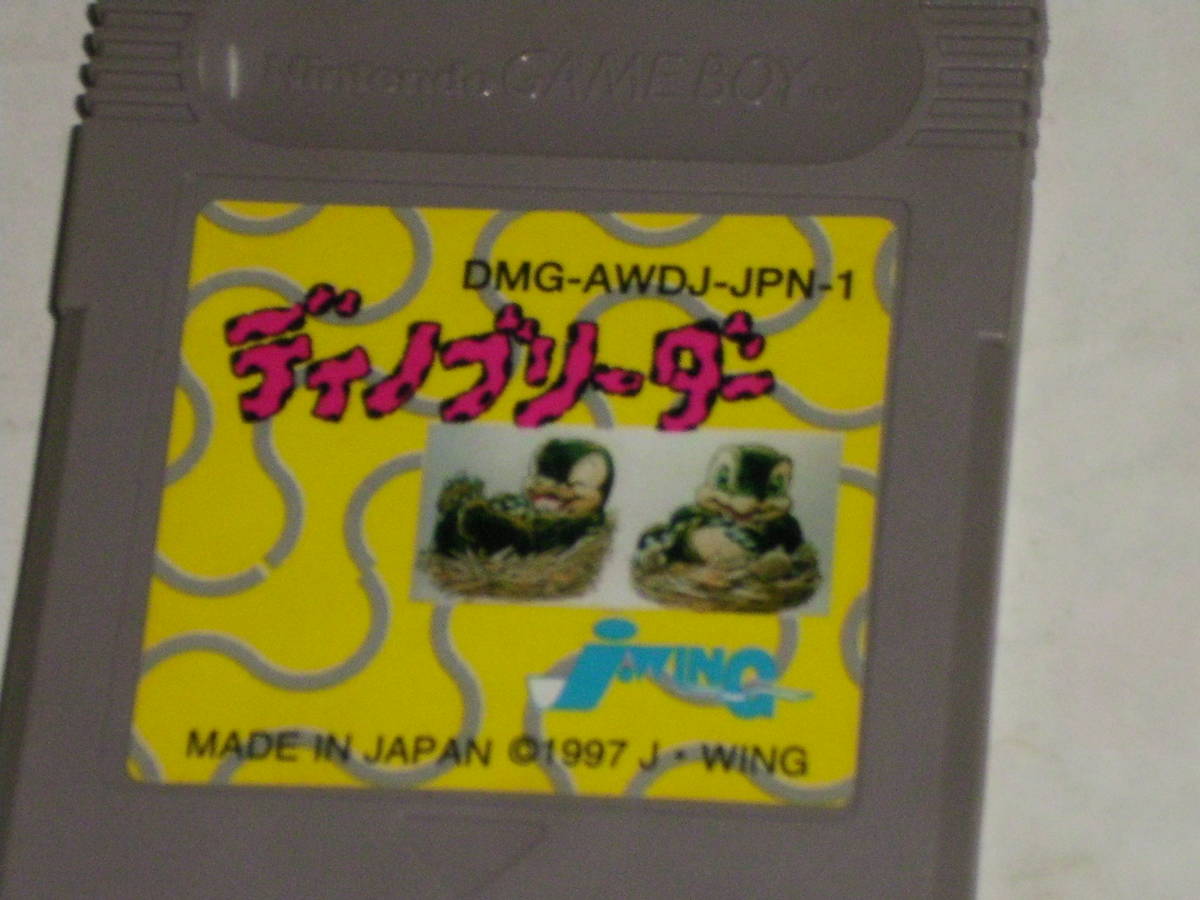 Nintendo GAME BOY
DMG-AWDJ-JPN-1
ディノブリーダー
J·WING
MADE IN JAPAN ©1997 J・WING